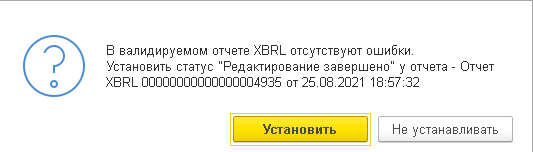 В валидируемом отчете XBRL отсутствуют ошибки.
Установить статус "Редактирование завершено" у отчета - Отчет
XBRL 00000000000000004935 от 25.08.2021 18:57:32
Установить
Не устанавливать